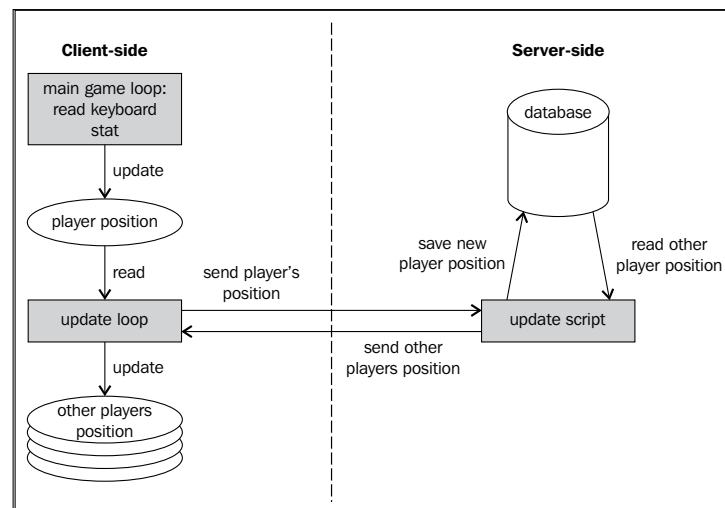 Client-side
Server-side
main game loop:
read keyboard
stat
update
player position
read
update loop
update
other players
position
send player's
position
send other
players position
database
save new
player position
read other
player position
update script